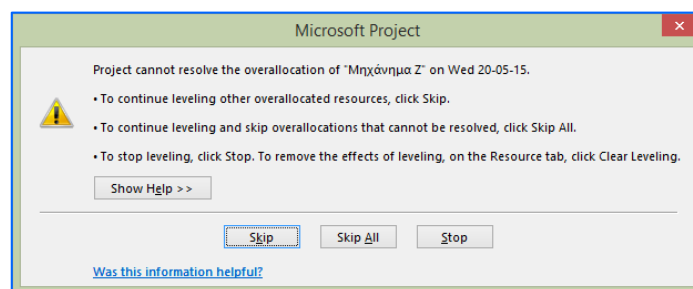 Microsoft Project
Project cannot resolve the overallocation of "Μηχάνημα Ζ" on Wed 20-05-15.
• To continue leveling other overallocated resources, click Skip.
• To continue leveling and skip overallocations that cannot be resolved, click Skip All.
• To stop leveling, click Stop. To remove the effects of leveling, on the Resource tab, click Clear Leveling.
Show Help >>
Skip Skip All Stop
Was this information helpful?